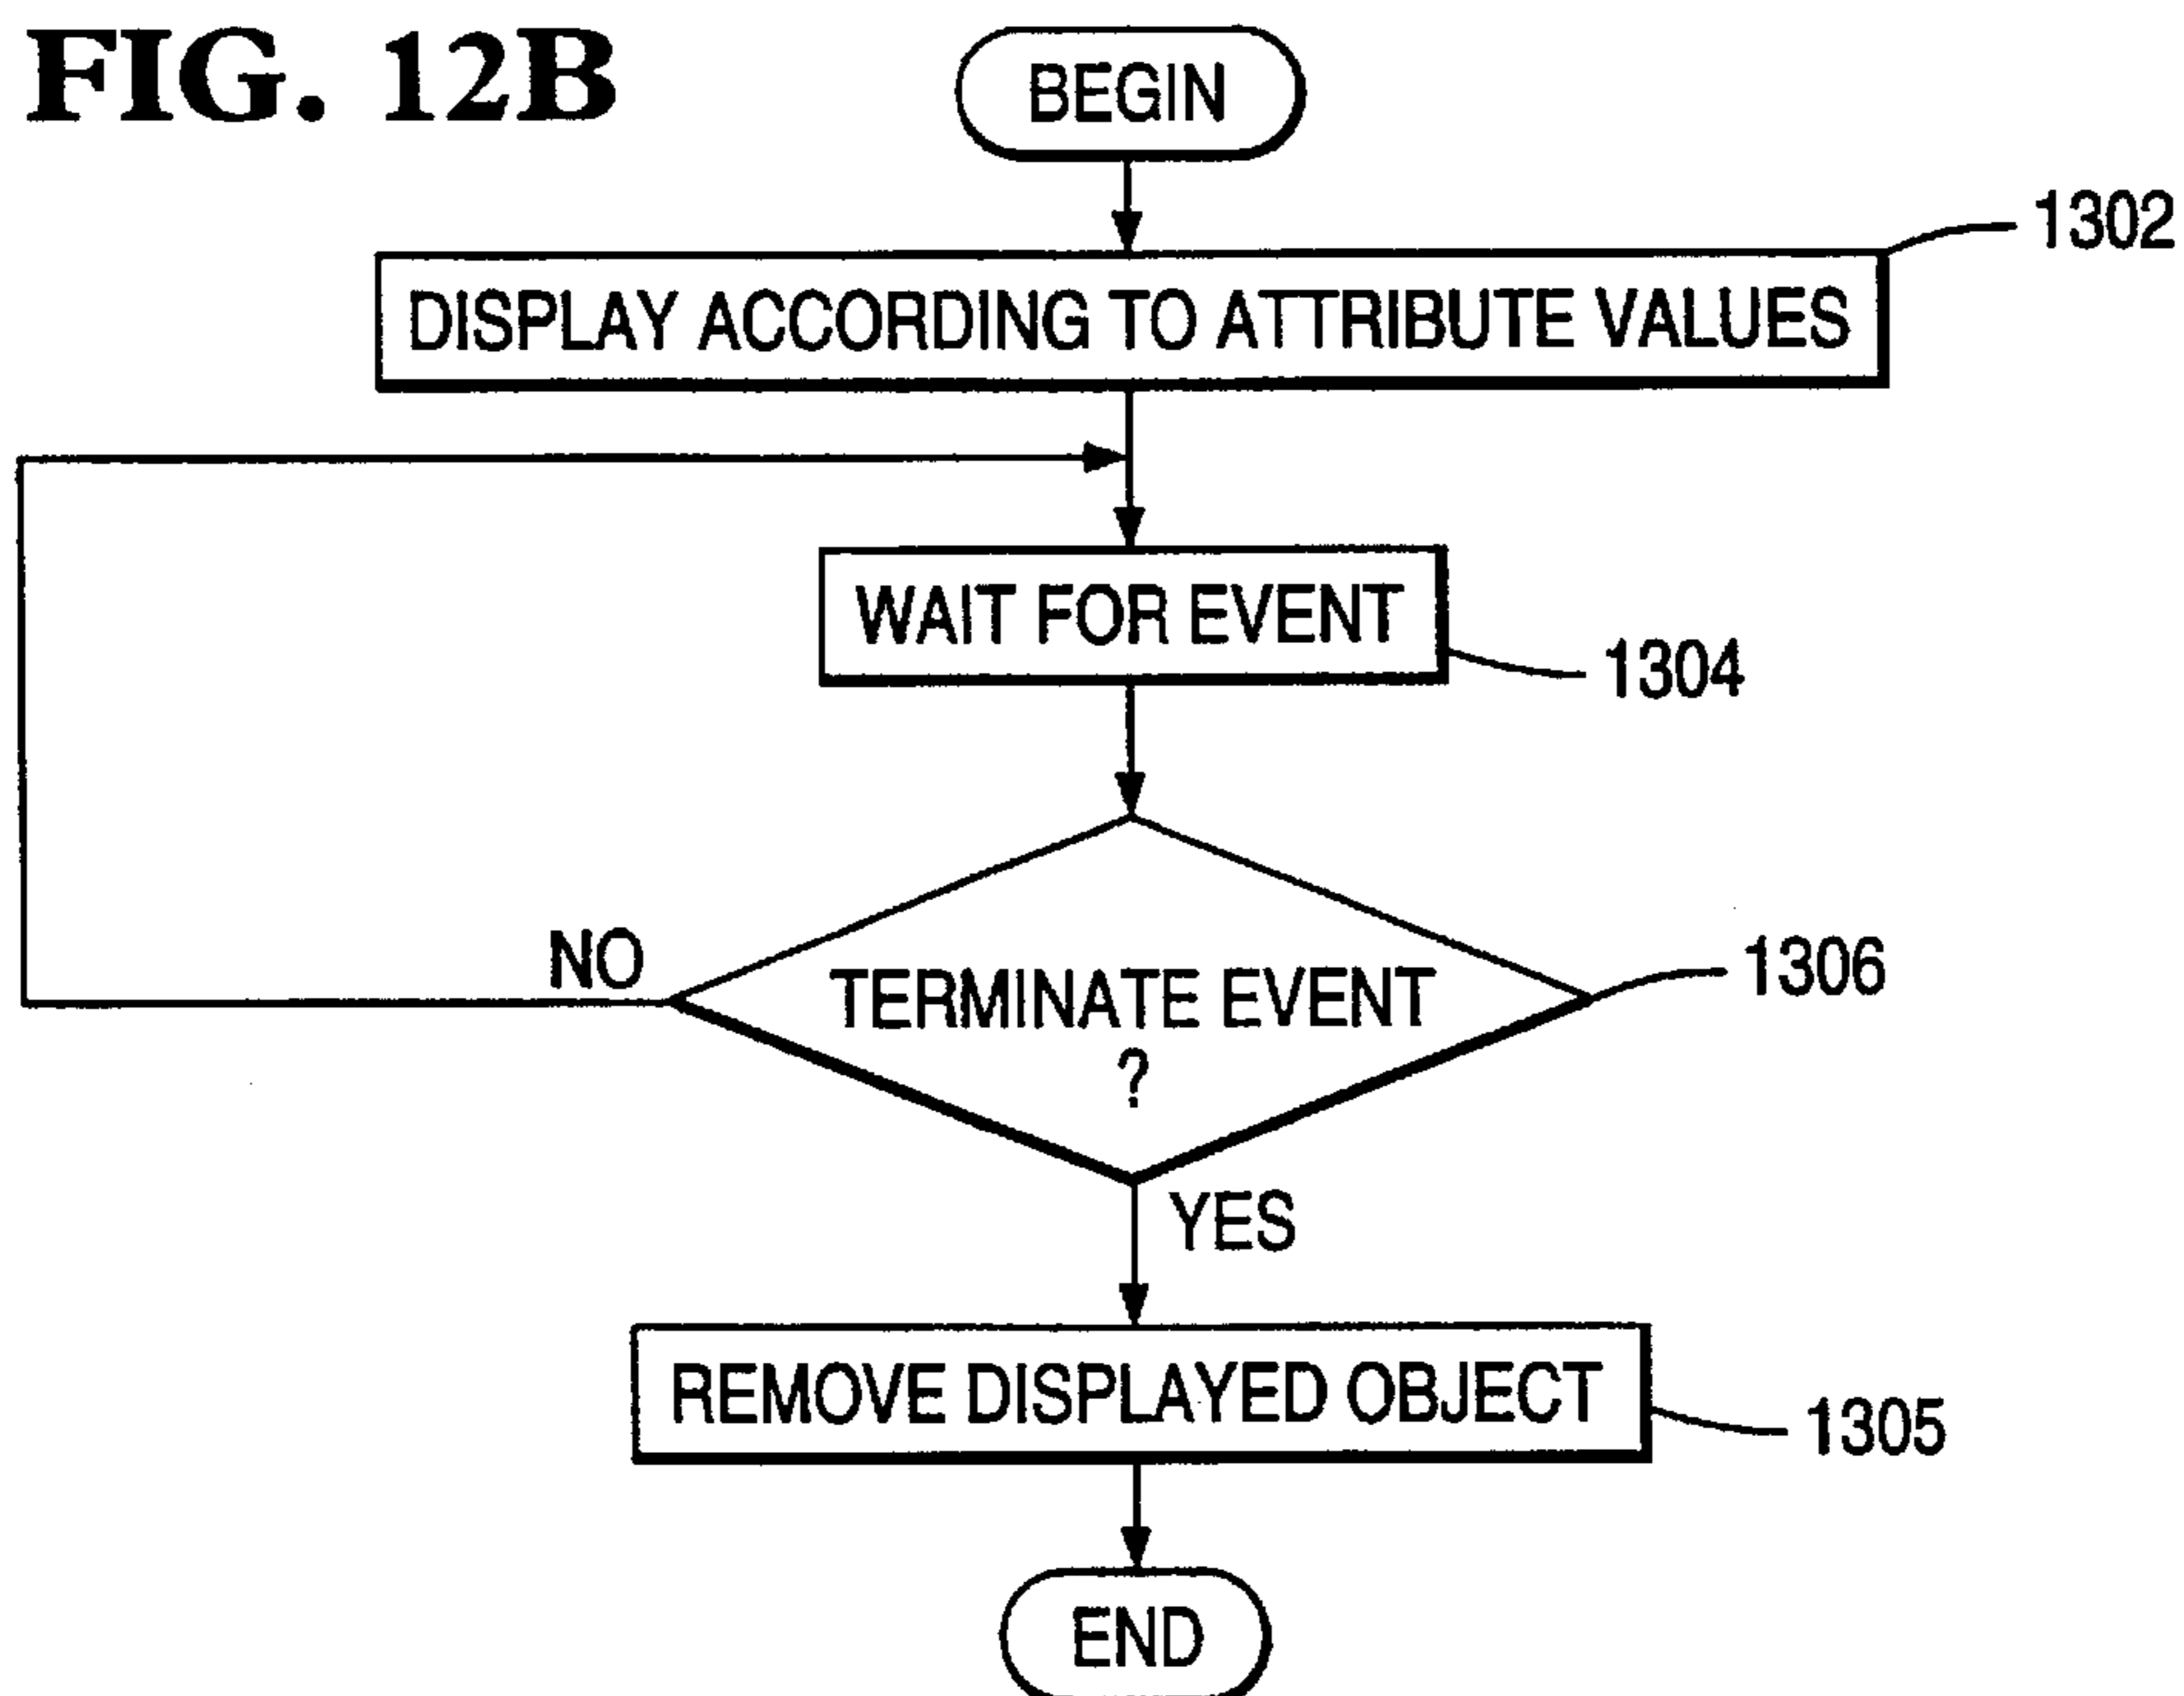 FIG. 12B
BEGIN
1302
DISPLAY ACCORDING TO ATTRIBUTE VALUES
WAIT FOR EVENT
1304
NO
TERMINATE EVENT
?
1306
YES
REMOVE DISPLAYED OBJECT
1305
END